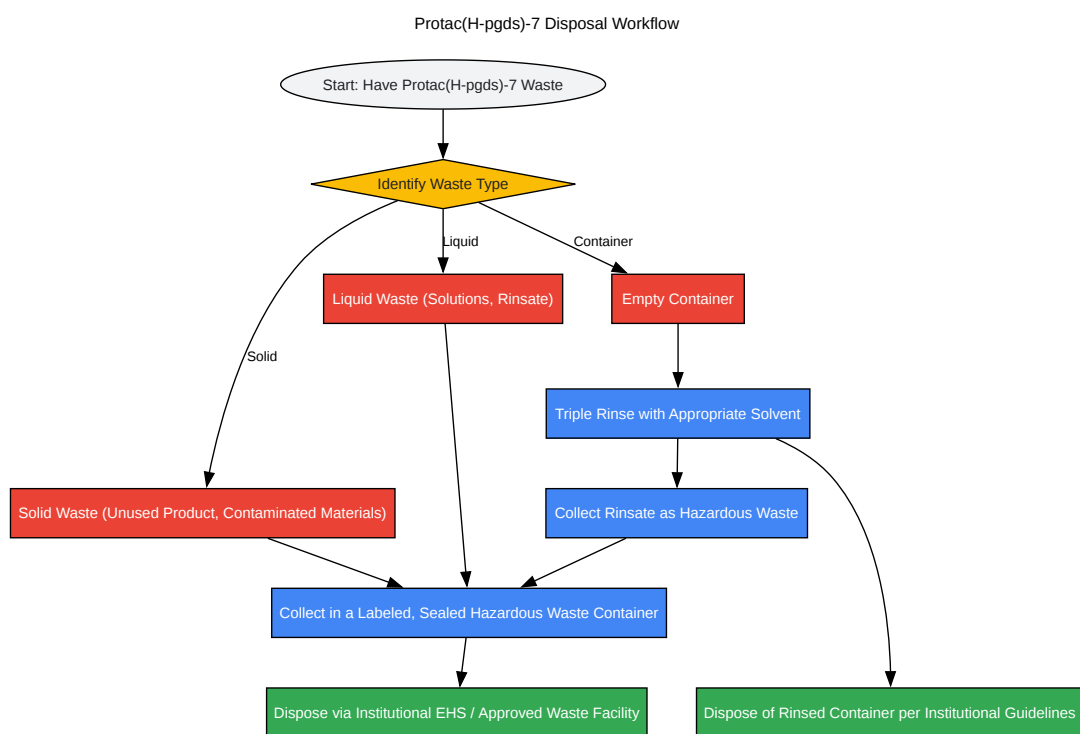 Protac(H-pgds)-7 Disposal Workflow
Start: Have Protac(H-pgds)-7 Waste
Identify Waste Type
Liquid
Container
Liquid Waste (Solutions, Rinsate)
Empty Container
Solid
Triple Rinse with Appropriate Solvent
Solid Waste (Unused Product, Contaminated Materials)
Collect Rinsate as Hazardous Waste
Collect in a Labeled, Sealed Hazardous Waste Container
Dispose via Institutional EHS / Approved Waste Facility
Dispose of Rinsed Container per Institutional Guidelines